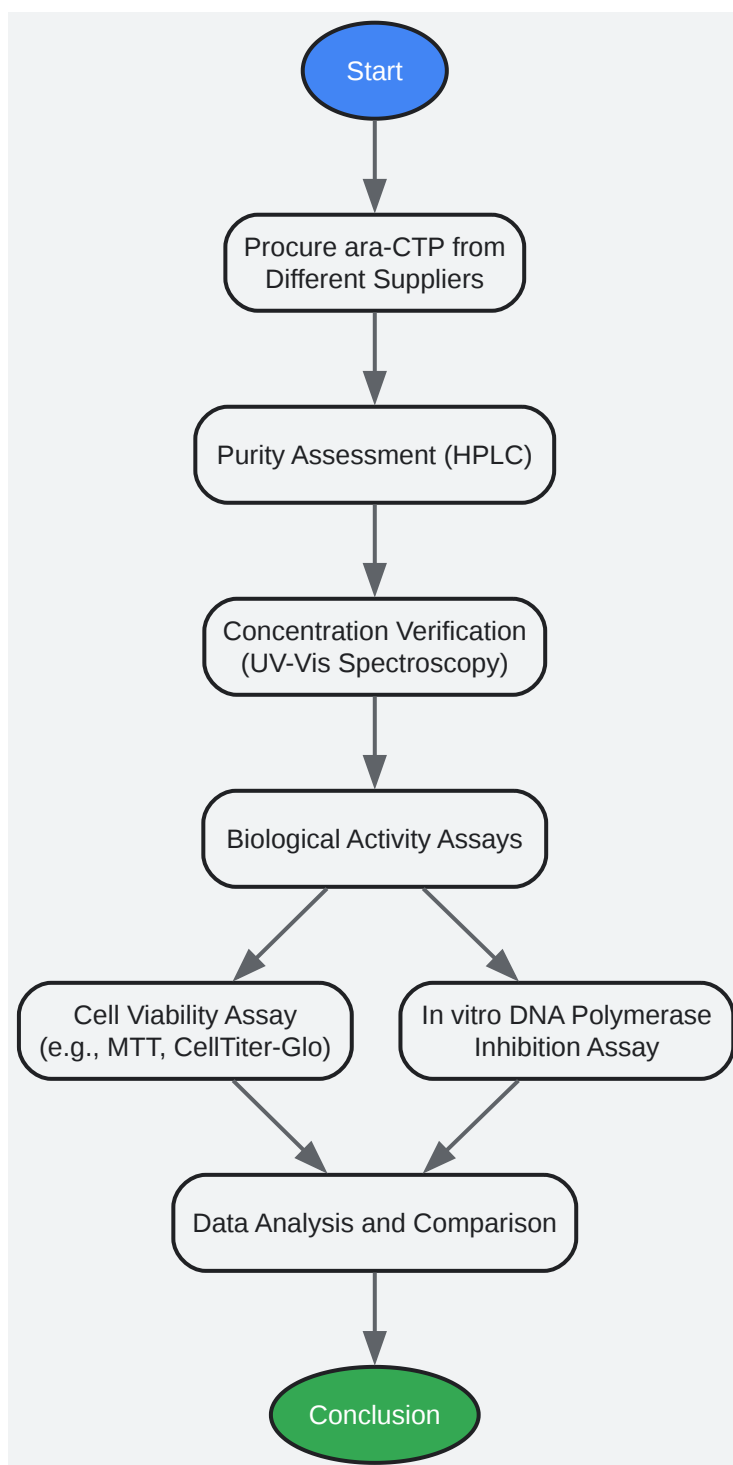 Start
Procure ara-CTP from
Different Suppliers
Purity Assessment (HPLC)
Concentration Verification
(UV-Vis Spectroscopy)
Biological Activity Assays
Cell Viability Assay
(e.g., MTT, CellTiter-Glo)
In vitro DNA Polymerase
Inhibition Assay
Data Analysis and Comparison
Conclusion